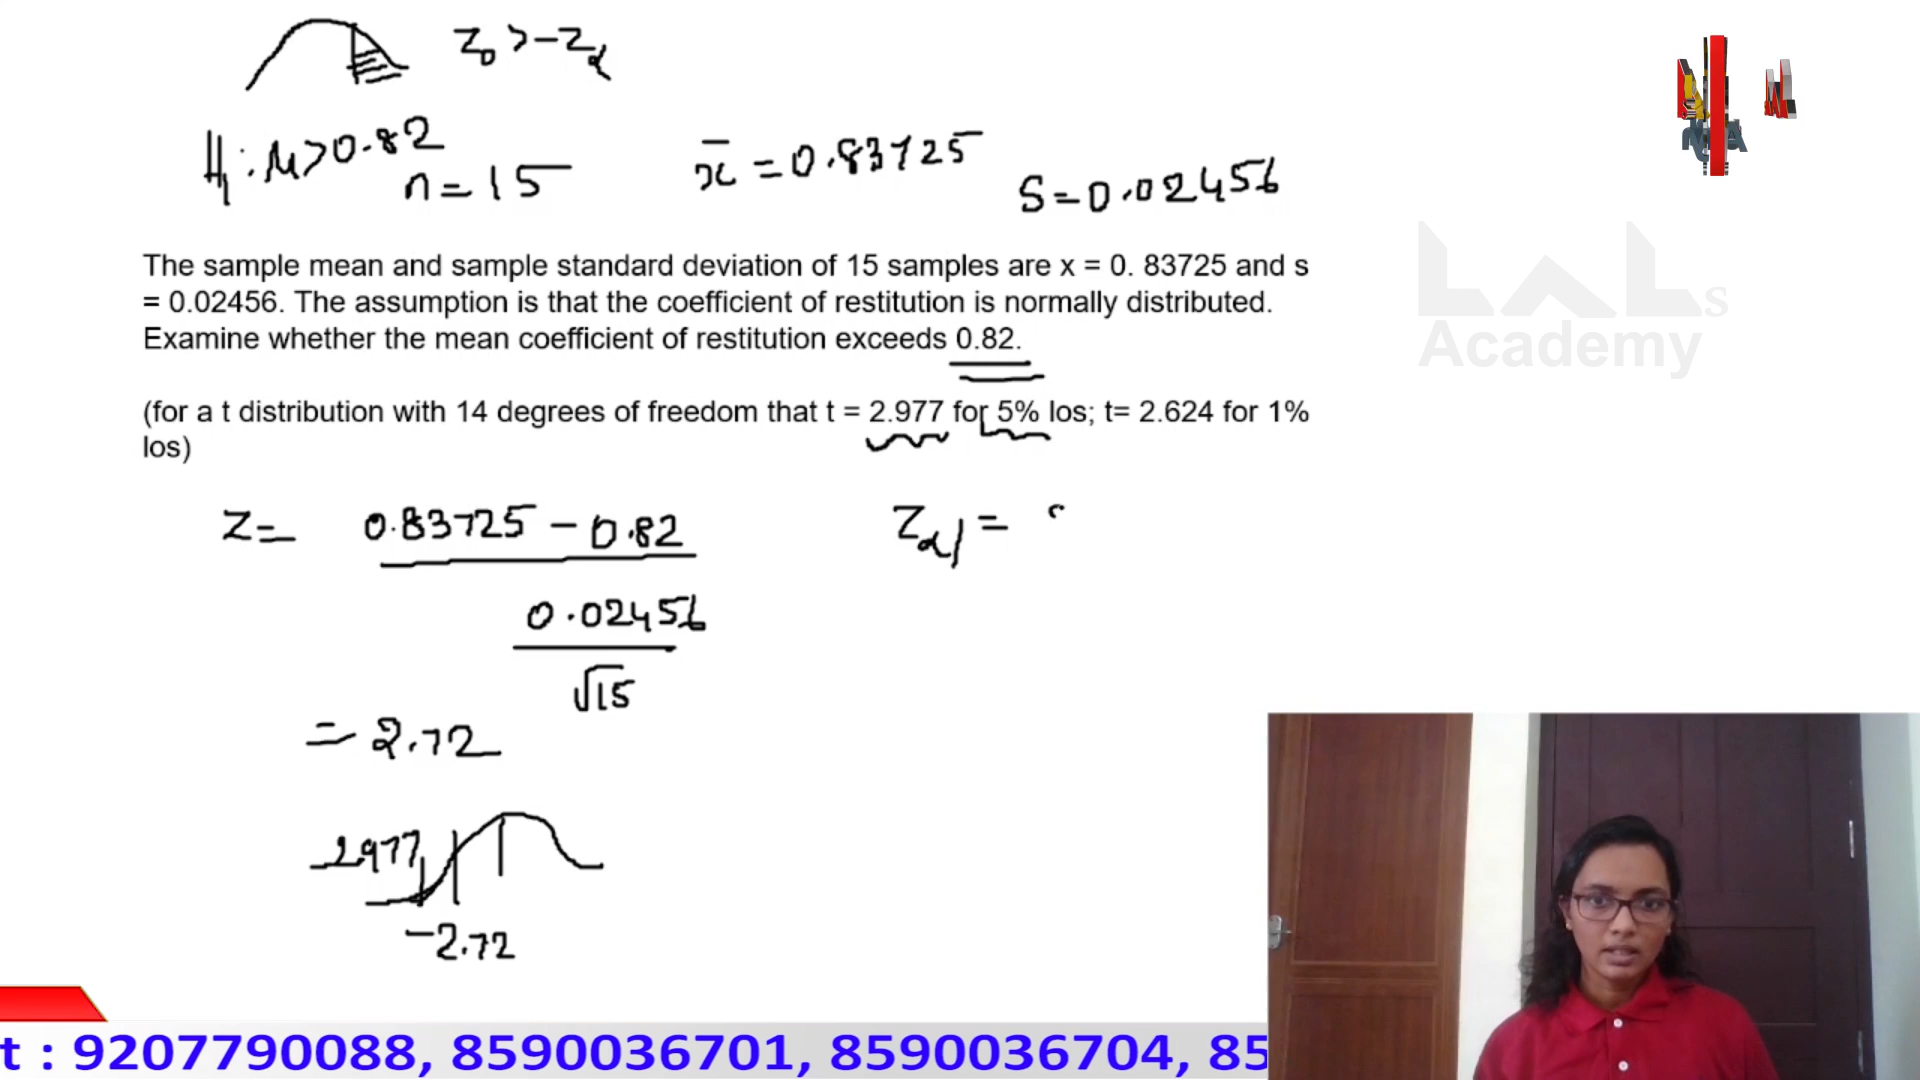 Z₀ > -Zα
H₁: μ > 0.82
n = 15
x̄ = 0.83725
S = 0.02456
The sample mean and sample standard deviation of 15 samples are x = 0. 83725 and s
= 0.02456. The assumption is that the coefficient of restitution is normally distributed.
Examine whether the mean coefficient of restitution exceeds 0.82.
(for a t distribution with 14 degrees of freedom that t = 2.977 for 5% los; t= 2.624 for 1%
los)
LALs
Academy
Z = 0.83725 - 0.82
0.02456
√15
= 2.72
Zα =
2.977
-2.72
t : 9207790088, 8590036701, 8590036704, 85